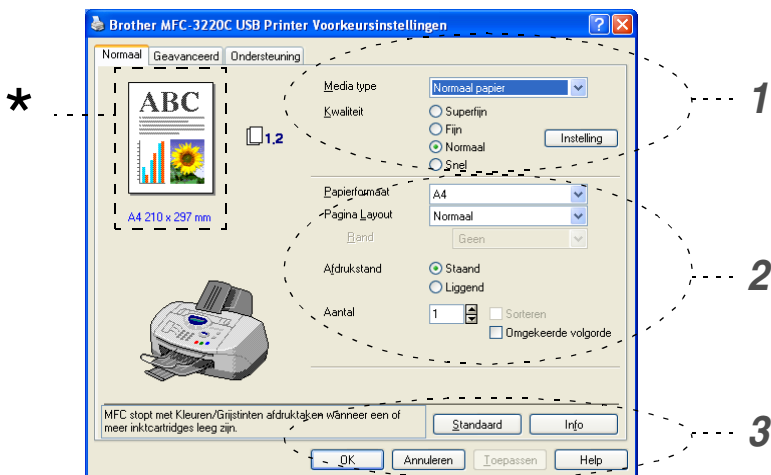 Brother MFC-3220C USB Printer Voorkeursinstellingen
Normaal Geavanceerd Ondersteuning
*
ABC
1.2
A4 210 x 297 mm
Media type Normaal papier
Kwaliteit Superfijn
Fijn
Normaal Instelling
Snel
1
Papierformaat A4
Pagina Layout Normaal
Rand Geen
Afdrukstand Staand
Liggend
Aantal 1 Sorteren
Omgekeerde volgorde
2
MFC stopt met Kleuren/Grijstinten afdruktaken wanneer een of
meer inktcartridges leeg zijn.
Standaard Info
OK Annuleren Toepassen Help
3